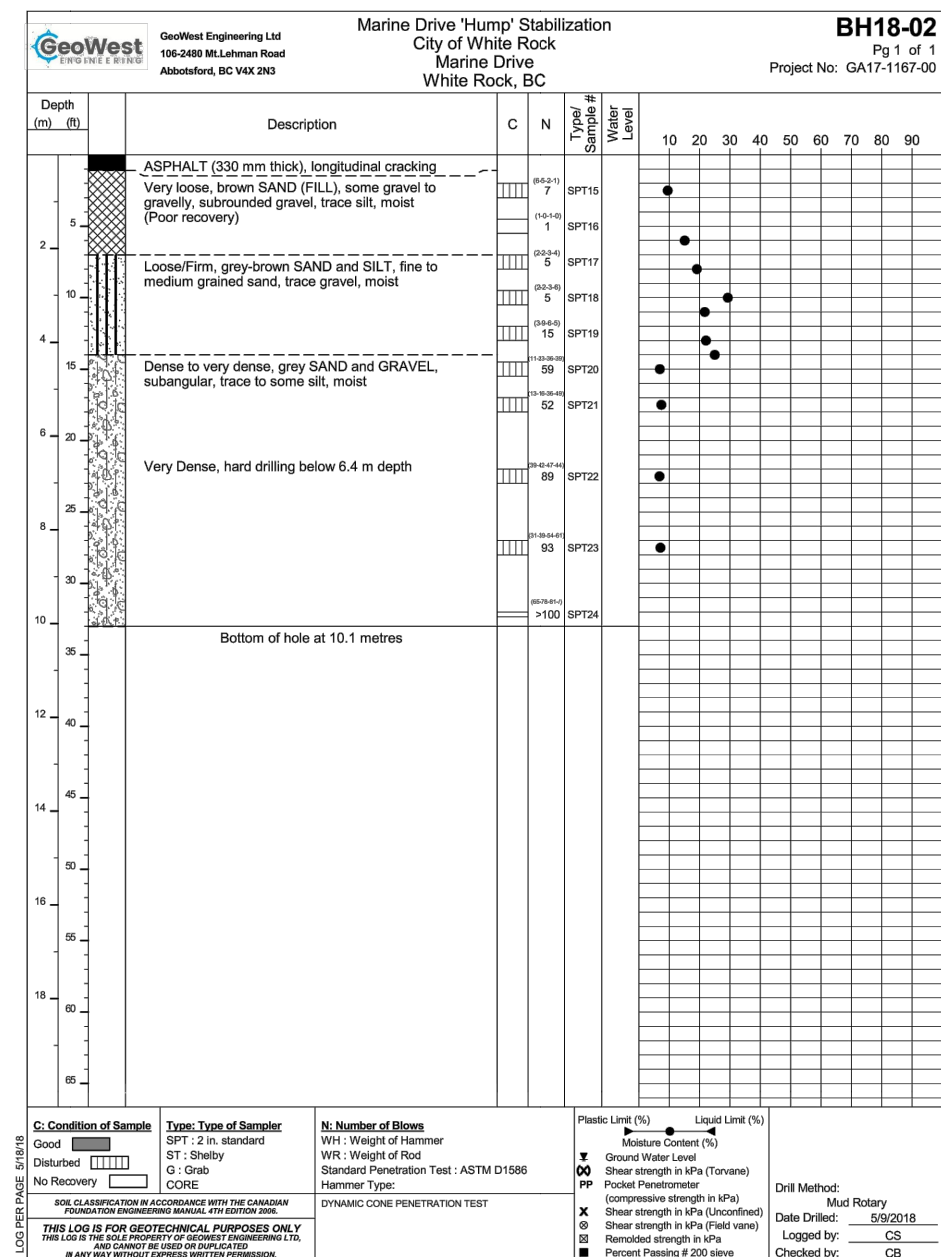 GeoWest
ENGINEERING
GeoWest Engineering Ltd
106-2480 Mt.Lehman Road
Abbotsford, BC V4X 2N3
Marine Drive 'Hump' Stabilization
City of White Rock
Marine Drive
White Rock, BC
BH18-02
Pg 1 of 1
Project No: GA17-1167-00
Depth
(m) (ft)
Description
C
N
Type/
Sample #
Water
Level
10 20 30 40 50 60 70 80 90
ASPHALT (330 mm thick), longitudinal cracking
Very loose, brown SAND (FILL), some gravel to
gravelly, subrounded gravel, trace silt, moist
(Poor recovery)
(6-5-2-1)
7 SPT15
5
(1-0-1-0)
1 SPT16
2
Loose/Firm, grey-brown SAND and SILT, fine to
medium grained sand, trace gravel, moist
(2-2-3-4)
5 SPT17
10
(2-2-3-6)
5 SPT18
4
(3-9-6-5)
15 SPT19
15
Dense to very dense, grey SAND and GRAVEL,
subangular, trace to some silt, moist
(11-23-36-39)
59 SPT20
(13-16-36-49)
52 SPT21
6
20
Very Dense, hard drilling below 6.4 m depth
(39-42-47-44)
89 SPT22
25
8
(31-39-54-61)
93 SPT23
30
(65-78-81-/)
>100 SPT24
10
Bottom of hole at 10.1 metres
35
12
40
45
14
50
16
55
18
60
65
LOG PER PAGE 5/18/18
C: Condition of Sample
Good
Disturbed
No Recovery
Type: Type of Sampler
SPT : 2 in. standard
ST : Shelby
G : Grab
CORE
N: Number of Blows
WH : Weight of Hammer
WR : Weight of Rod
Standard Penetration Test : ASTM D1586
Hammer Type:
SOIL CLASSIFICATION IN ACCORDANCE WITH THE CANADIAN
FOUNDATION ENGINEERING MANUAL 4TH EDITION 2006.
THIS LOG IS FOR GEOTECHNICAL PURPOSES ONLY
THIS LOG IS THE SOLE PROPERTY OF GEOWEST ENGINEERING LTD,
AND CANNOT BE USED OR DUPLICATED
IN ANY WAY WITHOUT EXPRESS WRITTEN PERMISSION.
DYNAMIC CONE PENETRATION TEST
Plastic Limit (%) Liquid Limit (%)
Moisture Content (%)
Ground Water Level
Shear strength in kPa (Torvane)
PP Pocket Penetrometer
(compressive strength in kPa)
X Shear strength in kPa (Unconfined)
Shear strength in kPa (Field vane)
Remolded strength in kPa
Percent Passing # 200 sieve
Drill Method:
Mud Rotary
Date Drilled: 5/9/2018
Logged by: CS
Checked by: CB